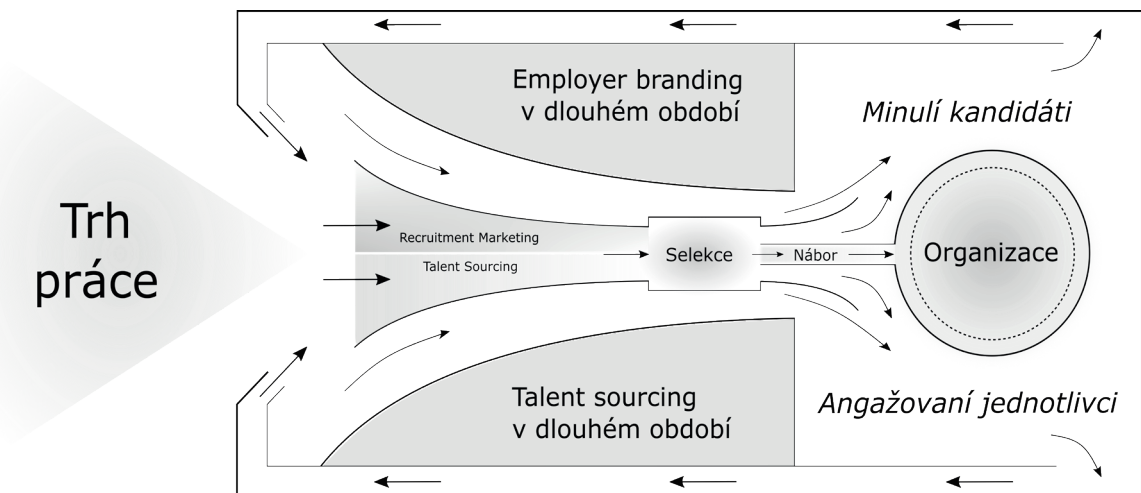 Trh
práce
Employer branding
v dlouhém období
Minulí kandidáti
Recruitment Marketing
Talent Sourcing
Selekce
Nábor
Organizace
Talent sourcing
v dlouhém období
Angažovaní jednotlivci